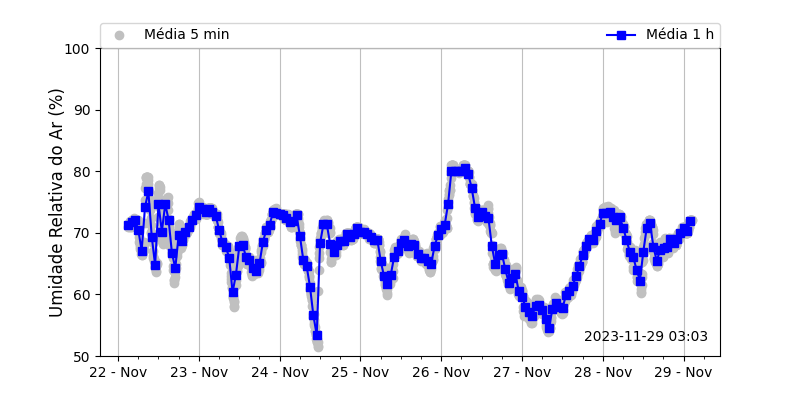 Média 5 min
Média 1 h
Umidade Relativa do Ar (%)
100
90
80
70
60
50
2023-11-29 03:03
22 - Nov
23 - Nov
24 - Nov
25 - Nov
26 - Nov
27 - Nov
28 - Nov
29 - Nov